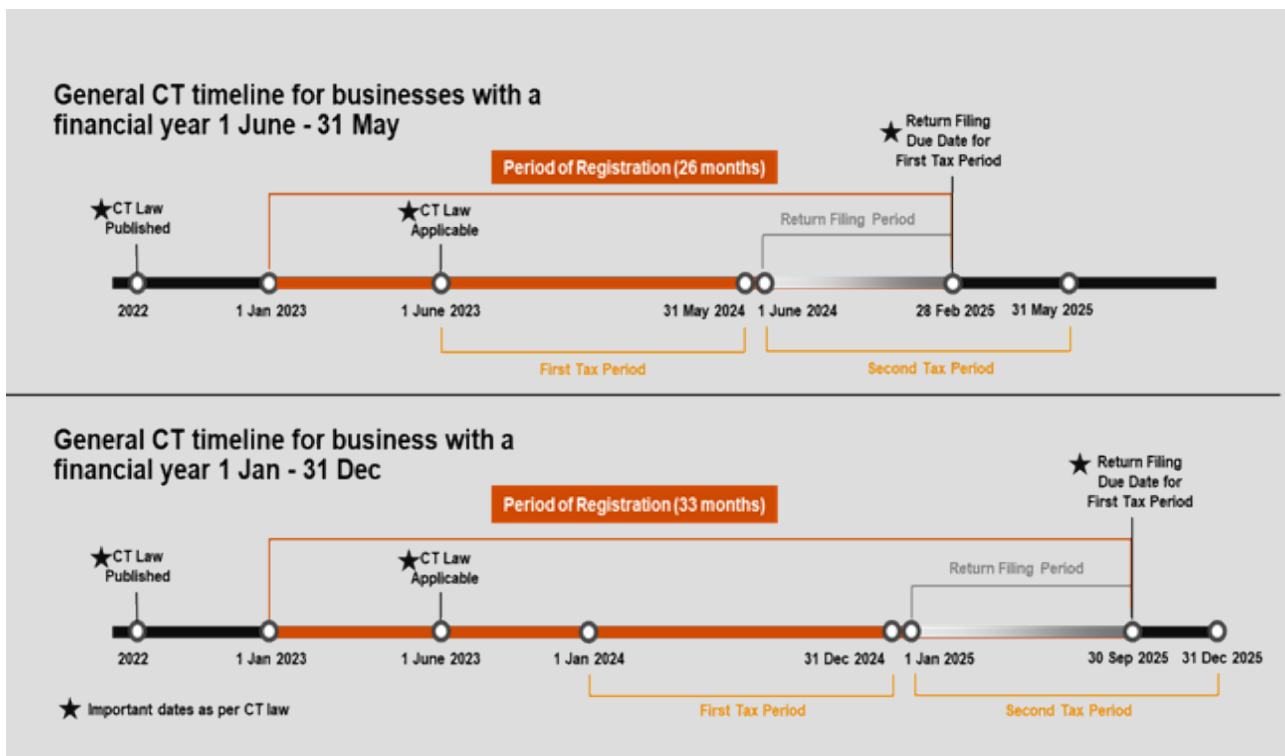 General CT timeline for businesses with a
financial year 1 June - 31 May
Return Filing
Due Date for
First Tax Period
Period of Registration (26 months)
CT Law
Published
CT Law
Applicable
Return Filing Period
2022
1 Jan 2023
1 June 2023
31 May 2024
1 June 2024
28 Feb 2025
31 May 2025
First Tax Period
Second Tax Period
General CT timeline for business with a
financial year 1 Jan - 31 Dec
Return Filing
Due Date for
First Tax Period
Period of Registration (33 months)
CT Law
Published
CT Law
Applicable
Return Filing Period
2022
1 Jan 2023
1 June 2023
1 Jan 2024
31 Dec 2024
1 Jan 2025
30 Sep 2025
31 Dec 2025
Important dates as per CT law
First Tax Period
Second Tax Period